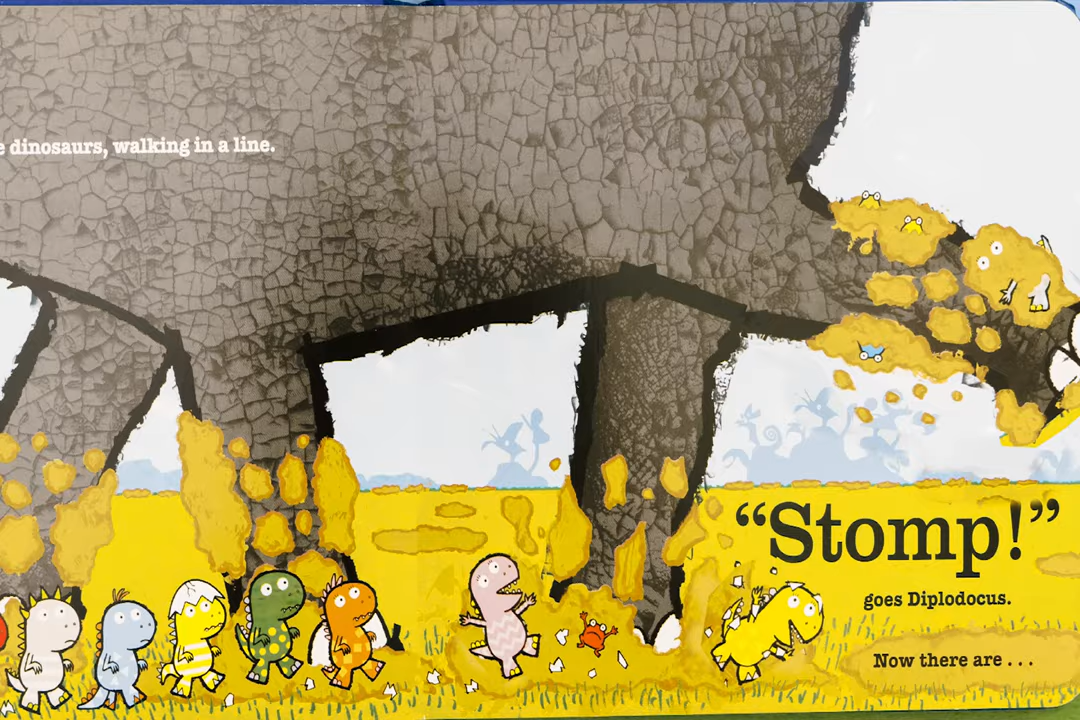 dinosaurs, walking in a line.
“Stomp!”
goes Diplodocus.
Now there are . . .